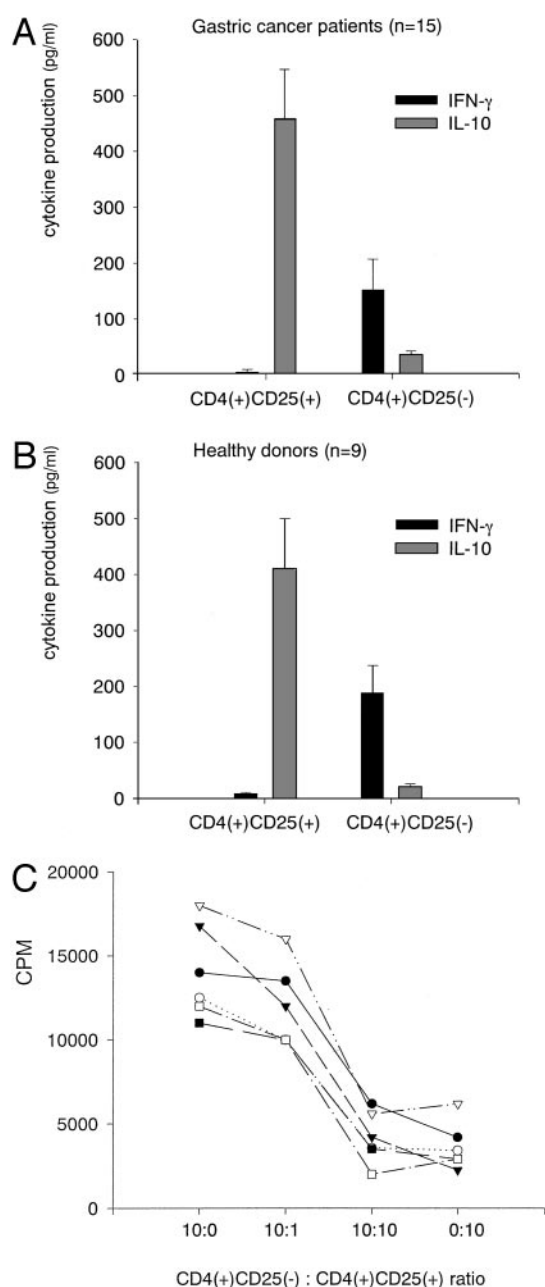 A
Gastric cancer patients (n=15)
cytokine production (pg/ml)
600
500
400
300
200
100
0
IFN-γ
IL-10
CD4(+)CD25(+)
CD4(+)CD25(-)
B
Healthy donors (n=9)
cytokine production (pg/ml)
600
500
400
300
200
100
0
IFN-γ
IL-10
CD4(+)CD25(+)
CD4(+)CD25(-)
C
CPM
20000
15000
10000
5000
0
10:0
10:1
10:10
0:10
CD4(+)CD25(-) : CD4(+)CD25(+) ratio